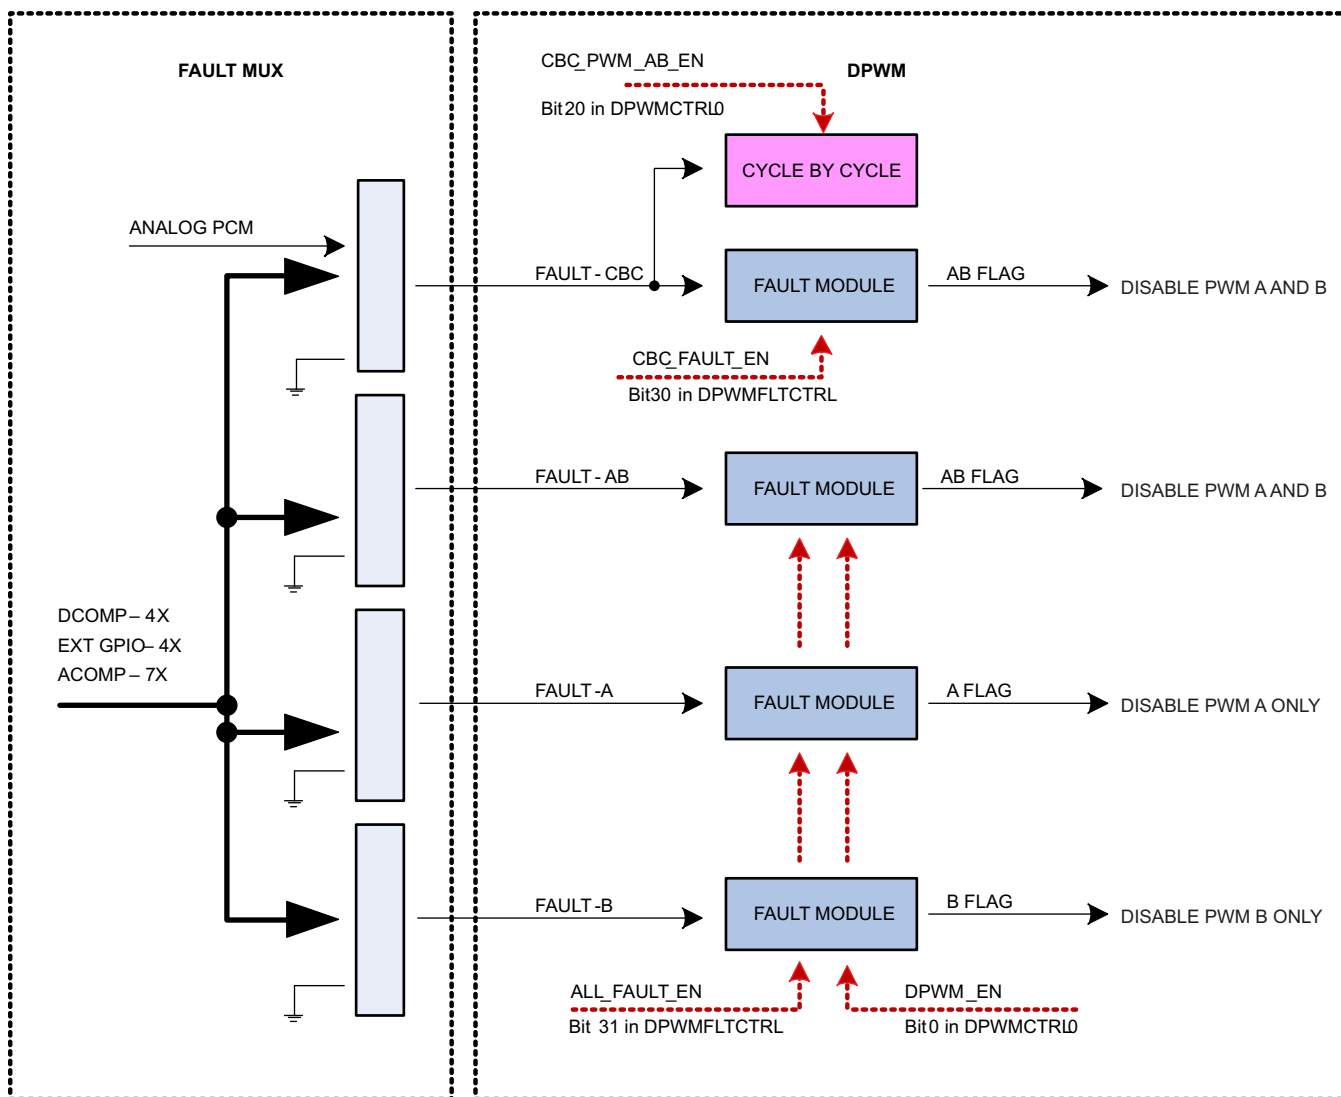 FAULT MUX
DPWM
CBC_PWM_AB_EN
Bit20 in DPWMCTRL0
CYCLE BY CYCLE
ANALOG PCM
FAULT - CBC
FAULT MODULE
AB FLAG
DISABLE PWM A AND B
CBC_FAULT_EN
Bit30 in DPWMFLTCTRL
FAULT - AB
FAULT MODULE
AB FLAG
DISABLE PWM A AND B
DCOMP – 4X
EXT GPIO – 4X
ACOMP – 7X
FAULT -A
FAULT MODULE
A FLAG
DISABLE PWM A ONLY
FAULT -B
FAULT MODULE
B FLAG
DISABLE PWM B ONLY
ALL_FAULT_EN
Bit 31 in DPWMFLTCTRL
DPWM_EN
Bit0 in DPWMCTRL0